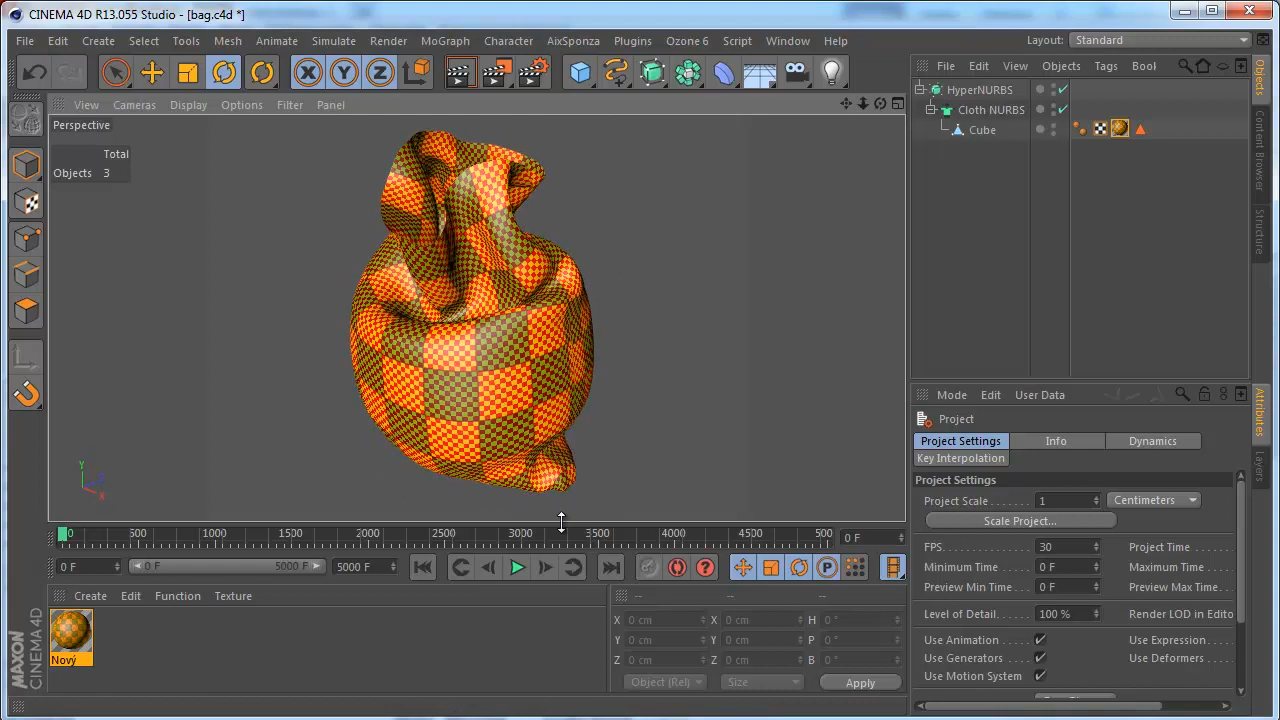 CINEMA 4D R13.055 Studio - [bag.c4d *]
File Edit Create Select Tools Mesh Animate Simulate Render MoGraph Character AixSponza Plugins Ozone 6 Script Window Help
Layout: Standard
X Y Z
File Edit View Objects Tags Bool
View Cameras Display Options Filter Panel
Perspective
Total
Objects 3
HyperNURBS
Cloth NURBS
Cube
Objects
Content Browser
Structure
Attributes
Layers
Mode Edit User Data
Project
Project Settings Info Dynamics
Key Interpolation
Project Settings
Project Scale 1 Centimeters
Scale Project...
FPS 30 Project Time
Minimum Time 0 F Maximum Time
Preview Min Time 0 F Preview Max Time
Level of Detail 100 % Render LOD in Edito
Use Animation Use Expression
Use Generators Use Deformers
Use Motion System
Y
Z
X
0 500 1000 1500 2000 2500 3000 3500 4000 4500 500
0 F
0 F 0 F 5000 F 5000 F
P
Create Edit Function Texture
Nový
-- -- --
X 0 cm X 0 cm H 0 °
Y 0 cm Y 0 cm P 0 °
Z 0 cm Z 0 cm B 0 °
Object (Rel) Size Apply
MAXON
CINEMA 4D